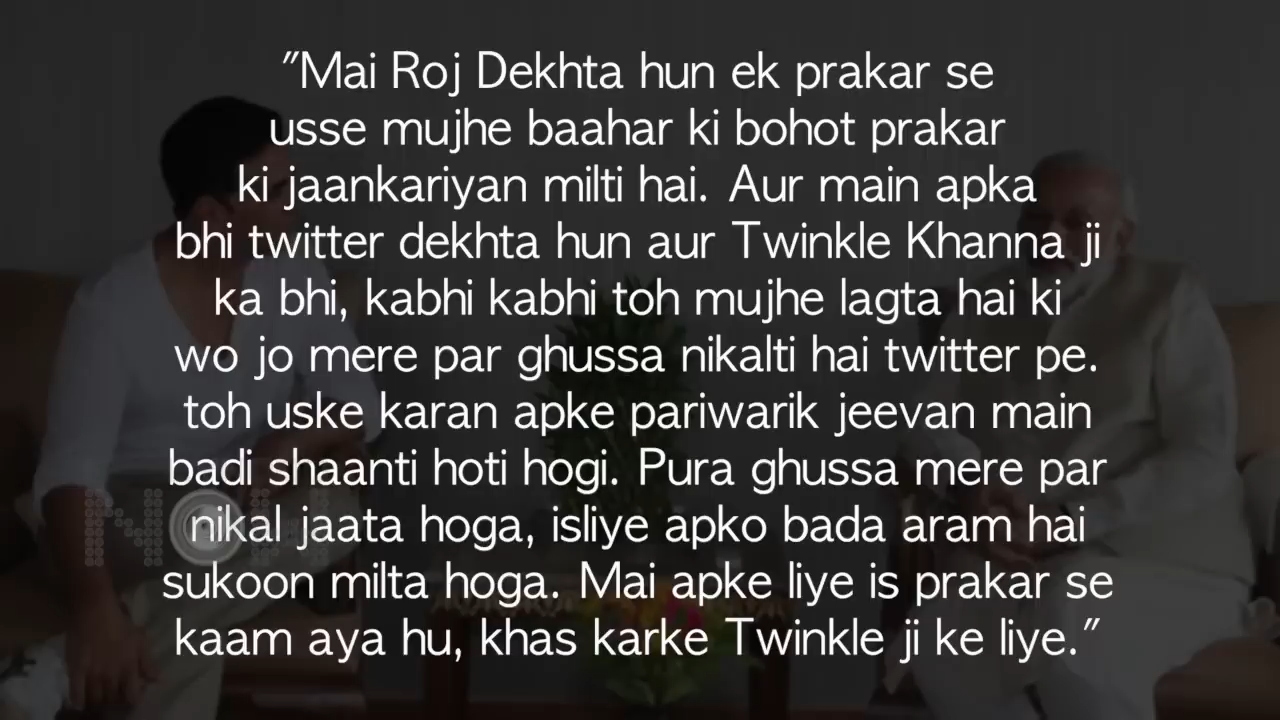 "Mai Roj Dekhta hun ek prakar se
usse mujhe baahar ki bohot prakar
ki jaankariyan milti hai. Aur main apka
bhi twitter dekhta hun aur Twinkle Khanna ji
ka bhi, kabhi kabhi toh mujhe lagta hai ki
wo jo mere par ghussa nikalti hai twitter pe.
toh uske karan apke pariwarik jeevan main
badi shaanti hoti hogi. Pura ghussa mere par
nikal jaata hoga, isliye apko bada aram hai
sukoon milta hoga. Mai apke liye is prakar se
kaam aya hu, khas karke Twinkle ji ke liye."